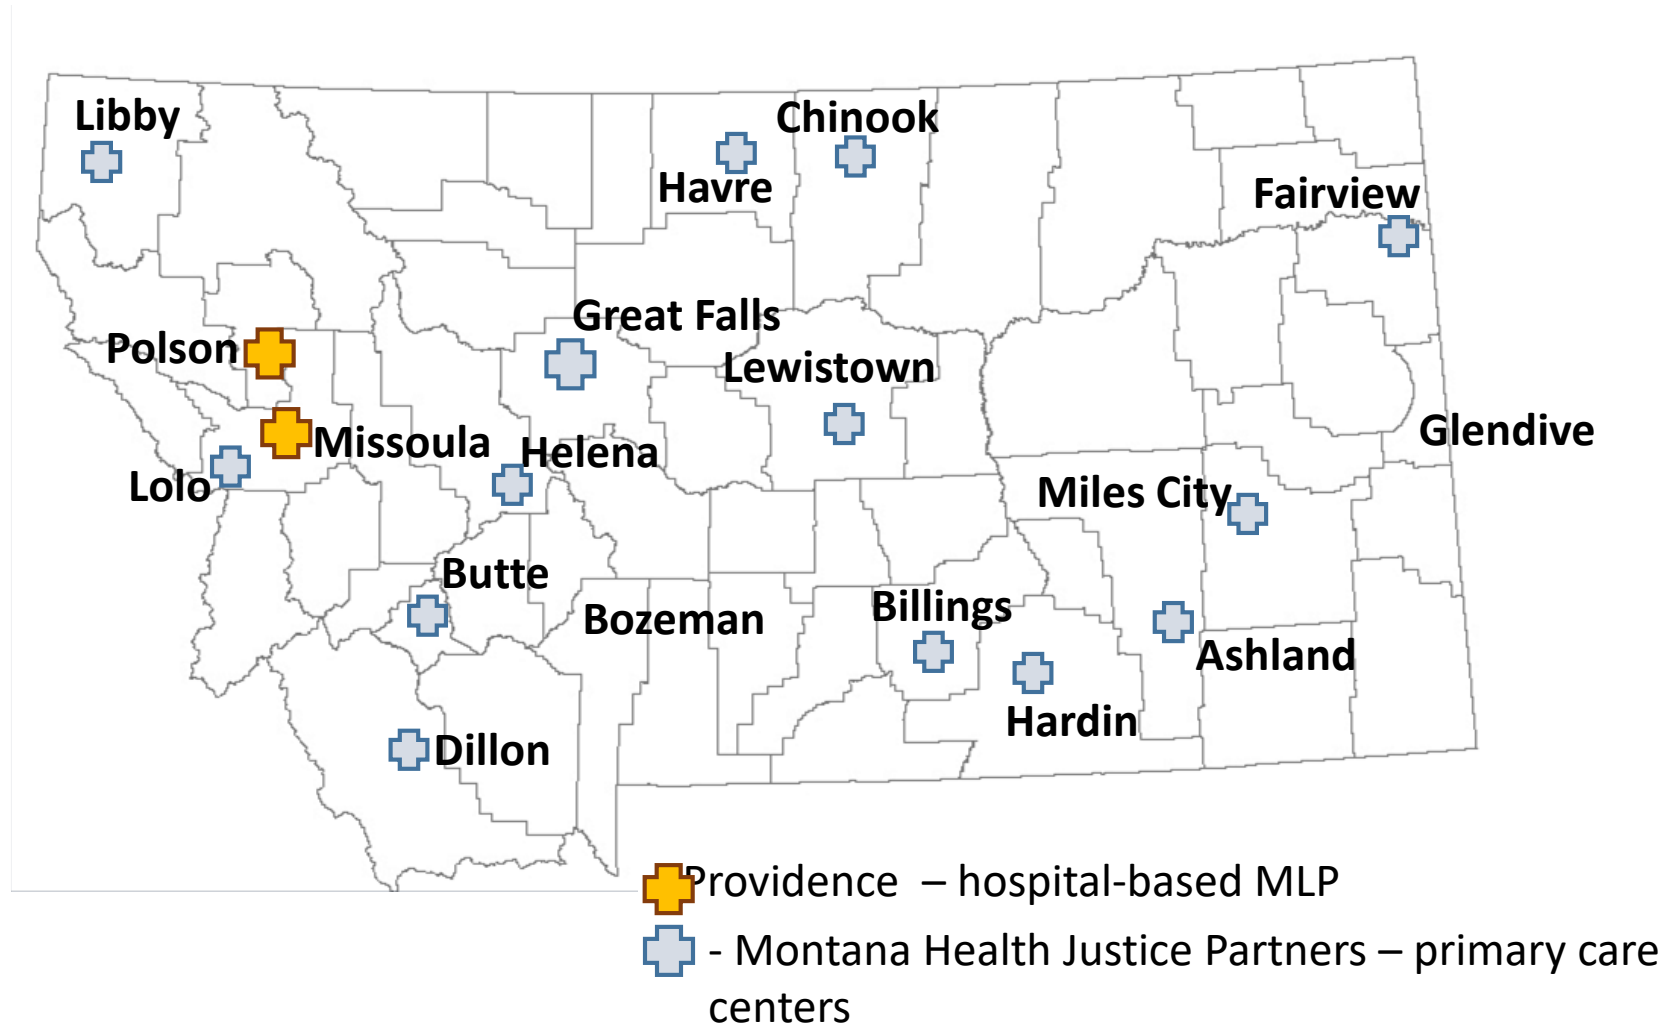 Libby
Chinook
Havre
Fairview
Great Falls
Polson
Lewistown
Glendive
Missoula
Helena
Lolo
Miles City
Butte
Billings
Bozeman
Ashland
Hardin
Dillon
Providence – hospital-based MLP
- Montana Health Justice Partners – primary care
centers